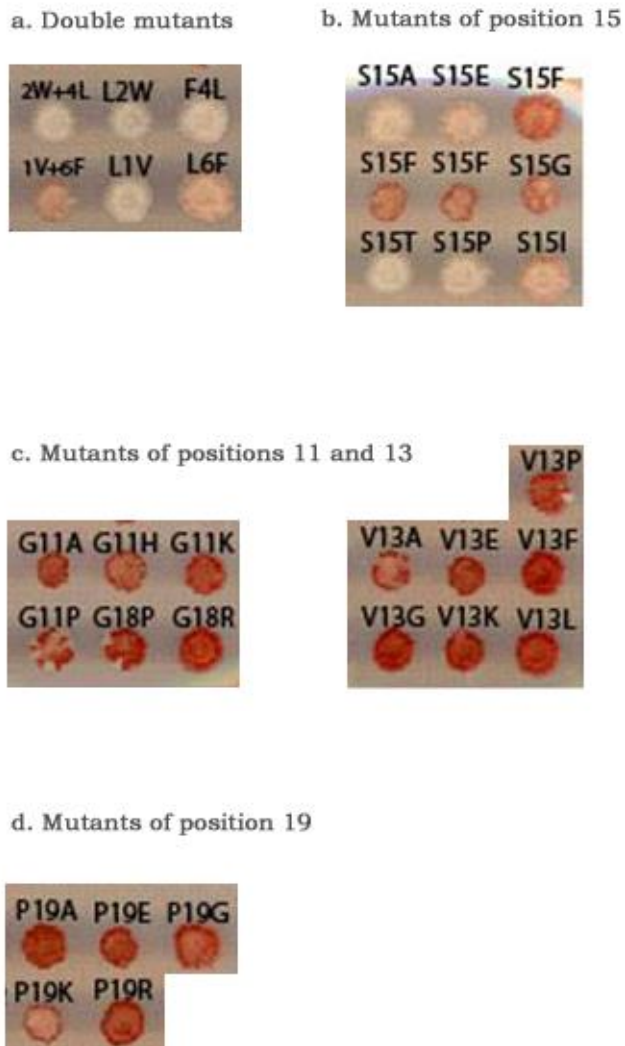 a. Double mutants
b. Mutants of position 15
2W+4L L2W F4L
1V+6F L1V L6F
S15A S15E S15F
S15F S15F S15G
S15T S15P S15I
c. Mutants of positions 11 and 13
G11A G11H G11K
G11P G18P G18R
V13P
V13A V13E V13F
V13G V13K V13L
d. Mutants of position 19
P19A P19E P19G
P19K P19R